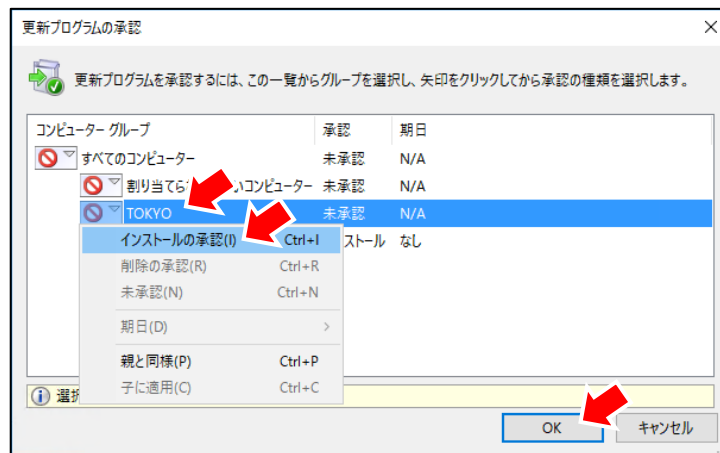 更新プログラムの承認
更新プログラムを承認するには、この一覧からグループを選択し、矢印をクリックしてから承認の種類を選択します。
コンピューター グループ 承認 期日
すべてのコンピューター 未承認 N/A
割り当てら いコンピューター 未承認 N/A
TOKYO 未承認 N/A
インストールの承認(I) Ctrl+I ストール なし
削除の承認(R) Ctrl+R
未承認(N) Ctrl+N
期日(D)
親と同様(P) Ctrl+P
子に適用(C) Ctrl+C
選択
OK キャンセル